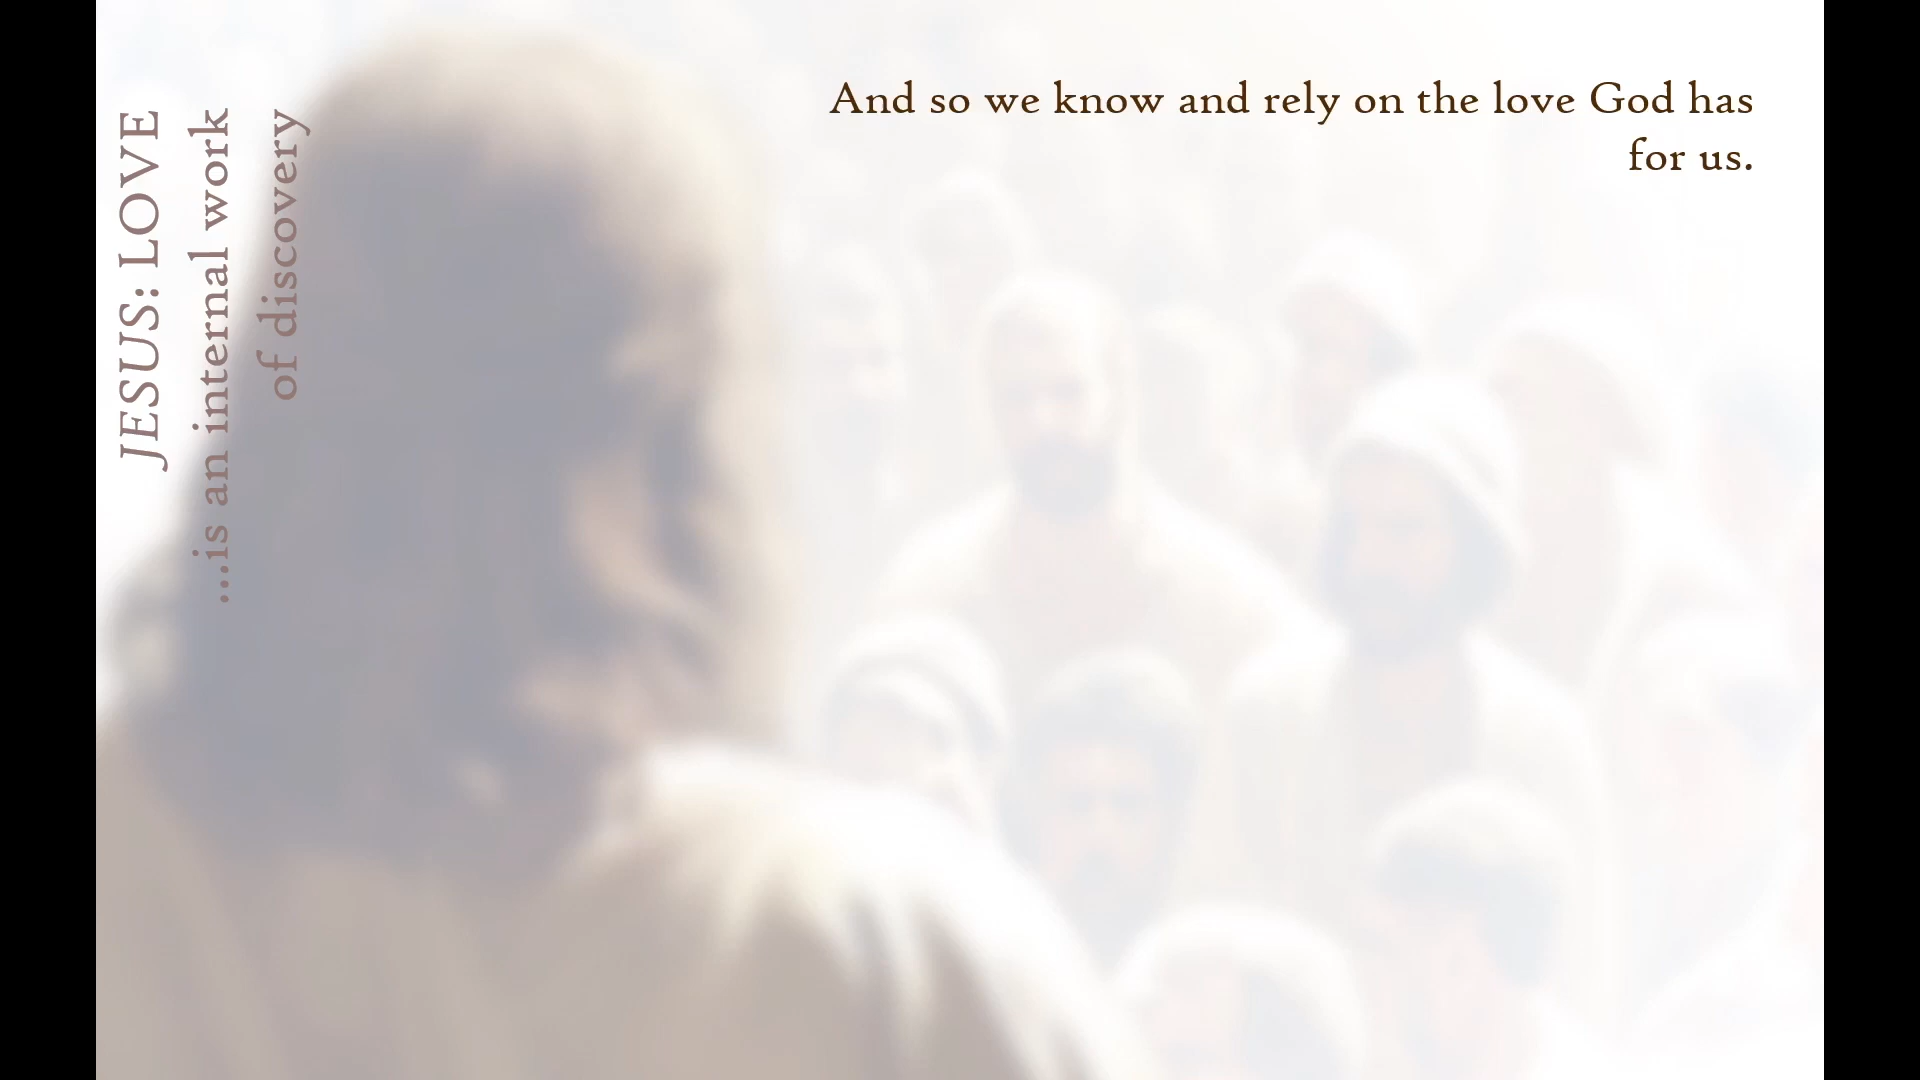 JESUS: LOVE
...is an internal work
of discovery
And so we know and rely on the love God has
for us.